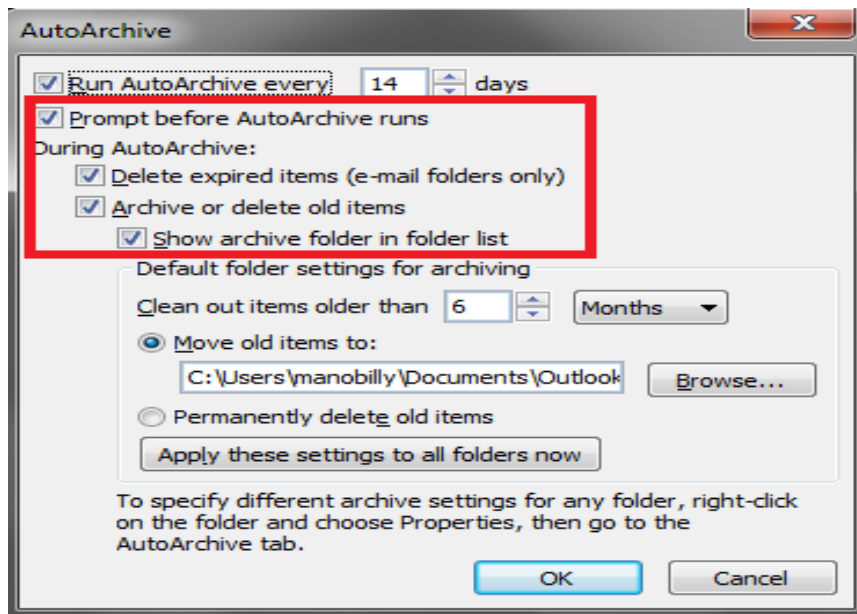 AutoArchive
Run AutoArchive every 14 days
Prompt before AutoArchive runs
During AutoArchive:
Delete expired items (e-mail folders only)
Archive or delete old items
Show archive folder in folder list
Default folder settings for archiving
Clean out items older than 6 Months
Move old items to:
C:\Users\manobilly\Documents\Outlook Browse...
Permanently delete old items
Apply these settings to all folders now
To specify different archive settings for any folder, right-click
on the folder and choose Properties, then go to the
AutoArchive tab.
OK Cancel